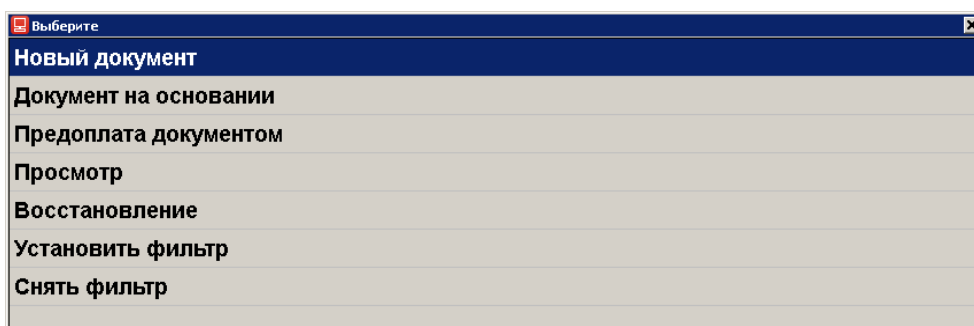 Выберите
Новый документ
Документ на основании
Предоплата документом
Просмотр
Восстановление
Установить фильтр
Снять фильтр